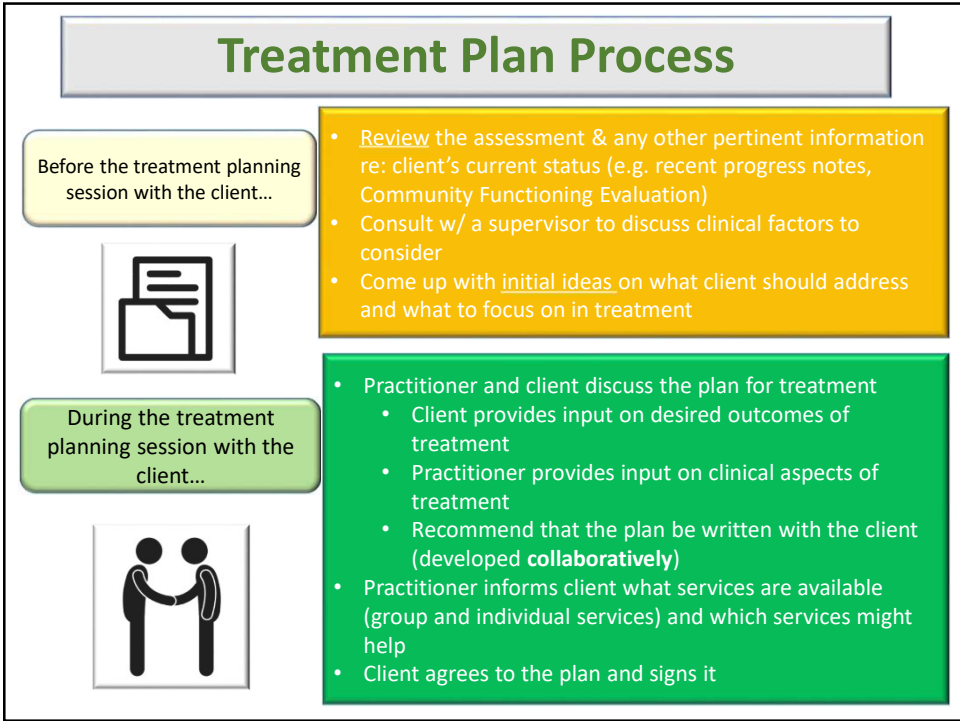 Treatment Plan Process
Before the treatment planning
session with the client…
• Review the assessment & any other pertinent information
re: client's current status (e.g. recent progress notes,
Community Functioning Evaluation)
• Consult w/ a supervisor to discuss clinical factors to
consider
• Come up with initial ideas on what client should address
and what to focus on in treatment
During the treatment
planning session with the
client…
• Practitioner and client discuss the plan for treatment
• Client provides input on desired outcomes of
treatment
• Practitioner provides input on clinical aspects of
treatment
• Recommend that the plan be written with the client
(developed collaboratively)
• Practitioner informs client what services are available
(group and individual services) and which services might
help
• Client agrees to the plan and signs it